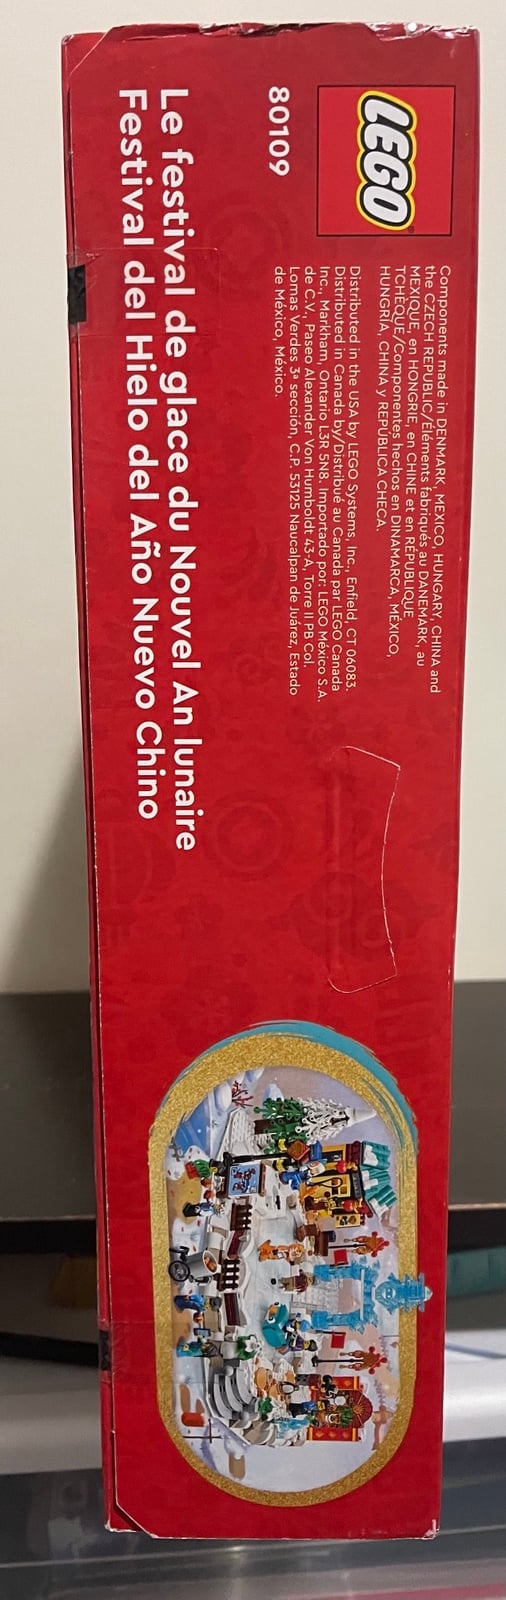 LEGO
80109
Le festival de glace du Nouvel An lunaire
Festival del Hielo del Año Nuevo Chino
Components made in DENMARK, MEXICO, HUNGARY, CHINA and
the CZECH REPUBLIC/Éléments fabriqués au DANEMARK, au
MEXIQUE, en HONGRIE, en CHINE et en RÉPUBLIQUE
TCHÈQUE/Componentes hechos en DINAMARCA, MÉXICO,
HUNGRÍA, CHINA y REPÚBLICA CHECA.
Distributed in the USA by LEGO Systems, Inc., Enfield, CT 06083.
Distributed in Canada by/Distribué au Canada par LEGO Canada
Inc., Markham, Ontario L3R 5N8. Importado por: LEGO México S.A.
de C.V., Paseo Alexander Von Humboldt 43-A, Torre II PB Col.
Lomas Verdes 3ª sección, C.P. 53125 Naucalpan de Juárez, Estado
de México, México.